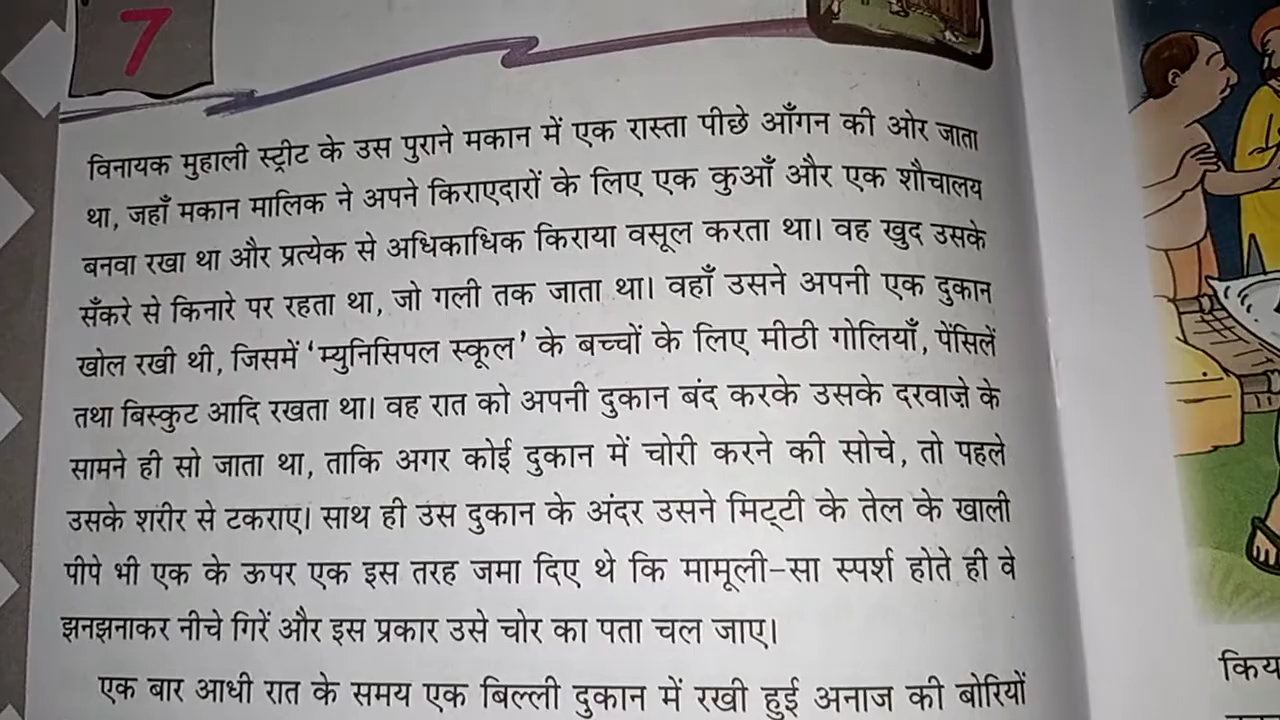 7
विनायक मुहाली स्ट्रीट के उस पुराने मकान में एक रास्ता पीछे आँगन की ओर जाता
था, जहाँ मकान मालिक ने अपने किराएदारों के लिए एक कुआँ और एक शौचालय
बनवा रखा था और प्रत्येक से अधिकाधिक किराया वसूल करता था। वह खुद उसके
सँकरे से किनारे पर रहता था, जो गली तक जाता था। वहाँ उसने अपनी एक दुकान
खोल रखी थी, जिसमें ‘म्युनिसिपल स्कूल’ के बच्चों के लिए मीठी गोलियाँ, पेंसिलें
तथा बिस्कुट आदि रखता था। वह रात को अपनी दुकान बंद करके उसके दरवाज़े के
सामने ही सो जाता था, ताकि अगर कोई दुकान में चोरी करने की सोचे, तो पहले
उसके शरीर से टकराए। साथ ही उस दुकान के अंदर उसने मिट्टी के तेल के खाली
पीपे भी एक के ऊपर एक इस तरह जमा दिए थे कि मामूली-सा स्पर्श होते ही वे
झनझनाकर नीचे गिरें और इस प्रकार उसे चोर का पता चल जाए।
एक बार आधी रात के समय एक बिल्ली दुकान में रखी हुई अनाज की बोरियों